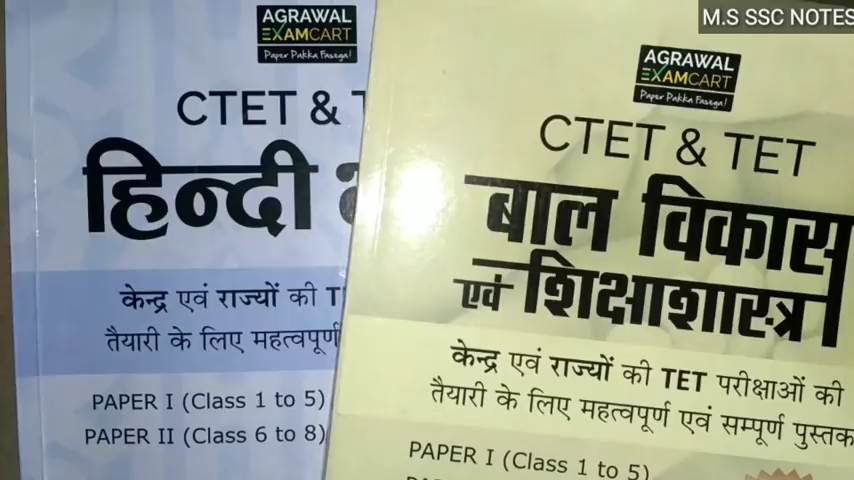 M.S SSC NOTES
AGRAWAL
EXAMCART
Paper Pakka Fasega!
CTET &
हिन्दी
केन्द्र एवं राज्यों की
तैयारी के लिए महत्वपूर्ण
PAPER I (Class 1 to 5)
PAPER II (Class 6 to 8)
AGRAWAL
EXAMCART
Paper Pakka Fasega!
CTET & TET
बाल विकास
एवं शिक्षाशास्त्र
केन्द्र एवं राज्यों की TET परीक्षाओं की
तैयारी के लिए महत्वपूर्ण एवं सम्पूर्ण पुस्तक
PAPER I (Class 1 to 5)